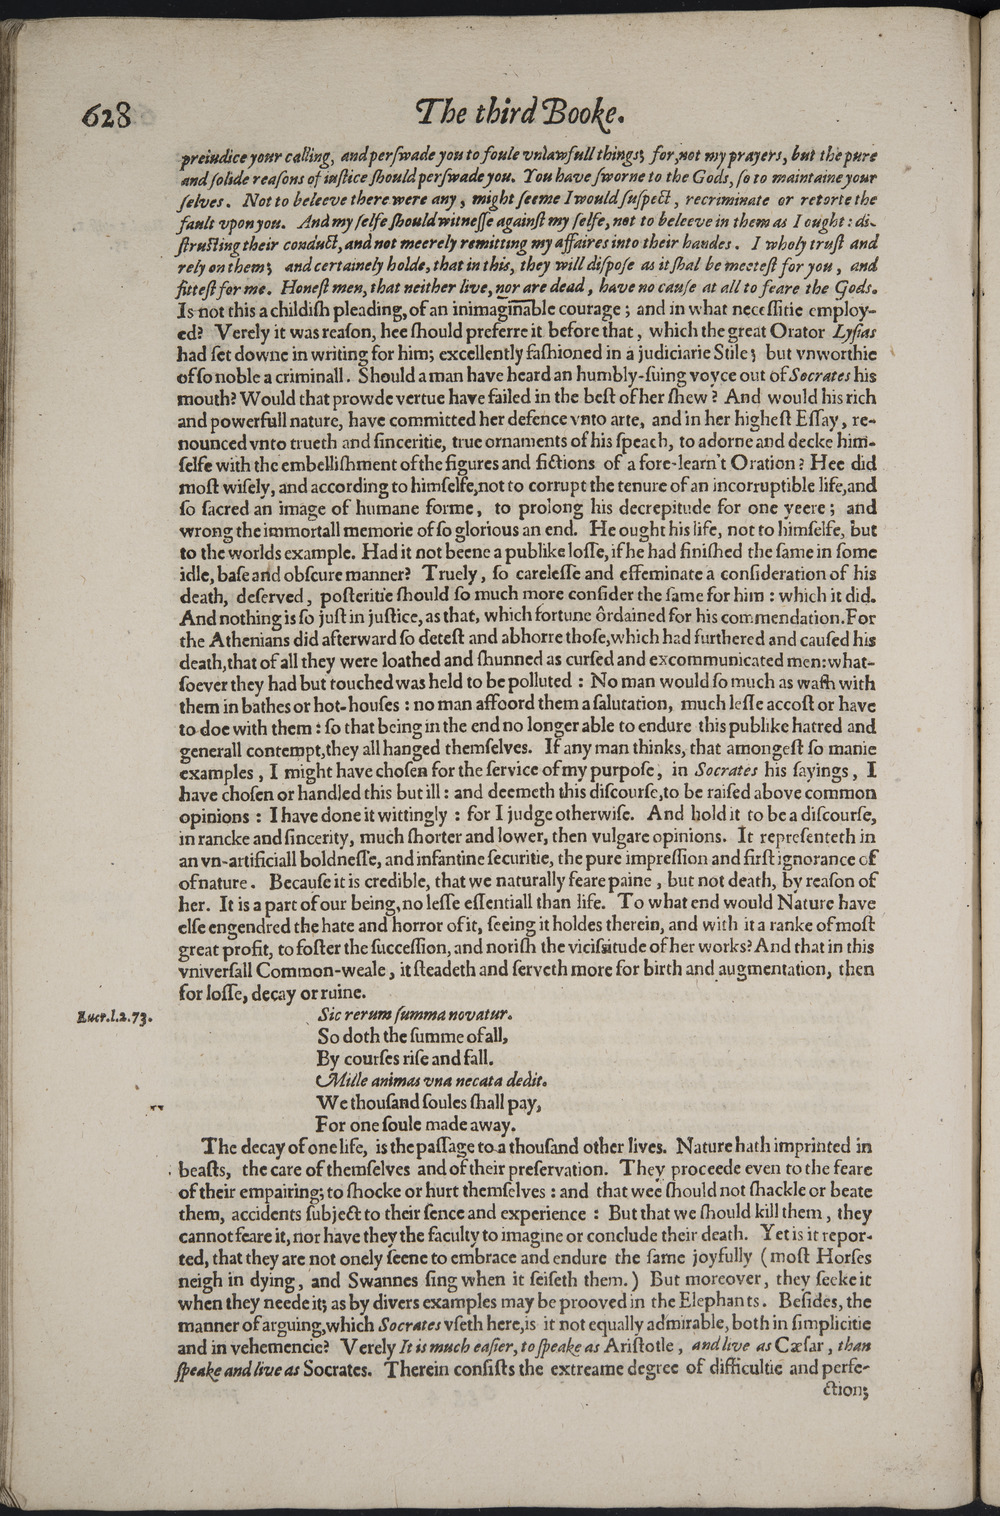 628
The third Booke.
preiudice your calling, and perſwade you to foule vnlawfull things; for, not my prayers, but the pure
and ſolide reaſons of iuſtice ſhould perſwade you. You have ſworne to the Gods, ſo to maintaine your
ſelves. Not to beleeve there were any, might ſeeme I would ſuſpect, recriminate or retorte the
fault vpon you. And my ſelfe ſhould witneſſe againſt my ſelfe, not to beleeve in them as I ought: di-
ſtruſting their conduct, and not meerely remitting my affaires into their handes. I wholy truſt and
rely on them; and certainely holde, that in this, they will diſpoſe as it ſhal be meeteſt for you, and
fitteſt for me. Honeſt men, that neither live, nor are dead, have no cauſe at all to feare the Gods.
Is not this a childiſh pleading, of an inimaginable courage; and in what neceſſitie employ-
ed? Verely it was reaſon, hee ſhould preferre it before that, which the great Orator Lyſias
had ſet downe in writing for him; excellently faſhioned in a judiciarie Stile; but vnworthie
of ſo noble a criminall. Should a man have heard an humbly-ſuing voyce out of Socrates his
mouth? Would that prowde vertue have failed in the beſt of her ſhew? And would his rich
and powerfull nature, have committed her defence vnto arte, and in her higheſt Eſſay, re-
nounced vnto trueth and ſinceritie, true ornaments of his ſpeach, to adorne and decke him-
ſelfe with the embelliſhment of the figures and fictions of a fore-learn't Oration? Hee did
moſt wiſely, and according to himſelfe, not to corrupt the tenure of an incorruptible life, and
ſo ſacred an image of humane forme, to prolong his decrepitude for one yeere; and
wrong the immortall memorie of ſo glorious an end. He ought his life, not to himſelfe, but
to the worlds example. Had it not beene a publike loſſe, if he had finiſhed the ſame in ſome
idle, baſe and obſcure manner? Truely, ſo careleſſe and effeminate a conſideration of his
death, deſerved, poſteritie ſhould ſo much more conſider the ſame for him: which it did.
And nothing is ſo juſt in juſtice, as that, which fortune ordained for his commendation. For
the Athenians did afterward ſo deteſt and abhorre thoſe, which had furthered and cauſed his
death, that of all they were loathed and ſhunned as curſed and excommunicated men: what-
ſoever they had but touched was held to be polluted: No man would ſo much as waſh with
them in bathes or hot-houſes: no man affoord them a ſalutation, much leſſe accoſt or have
to doe with them: ſo that being in the end no longer able to endure this publike hatred and
generall contempt, they all hanged themſelves. If any man thinks, that amongeſt ſo manie
examples, I might have choſen for the ſervice of my purpoſe, in Socrates his ſayings, I
have choſen or handled this but ill: and deemeth this diſcourſe, to be raiſed above common
opinions: I have done it wittingly: for I judge otherwiſe. And hold it to be a diſcourſe,
in rancke and ſincerity, much ſhorter and lower, then vulgare opinions. It repreſenteth in
an vn-artificiall boldneſſe, and infantine ſecuritie, the pure impreſſion and firſt ignorance of
of nature. Becauſe it is credible, that we naturally feare paine, but not death, by reaſon of
her. It is a part of our being, no leſſe eſſentiall than life. To what end would Nature have
elſe engendred the hate and horror of it, ſeeing it holdes therein, and with it a ranke of moſt
great profit, to foſter the ſucceſſion, and noriſh the viciſsitude of her works? And that in this
vniverſall Common-weale, it ſteadeth and ſerveth more for birth and augmentation, then
for loſſe, decay or ruine.
Lucr. l. 2. 73.
Sic rerum ſumma novatur.
So doth the ſumme of all,
By courſes riſe and fall.
Mille animas vna necata dedit.
We thouſand ſoules ſhall pay,
For one ſoule made away.
The decay of one life, is the paſſage to a thouſand other lives. Nature hath imprinted in
beaſts, the care of themſelves and of their preſervation. They proceede even to the feare
of their empairing; to ſhocke or hurt themſelves: and that wee ſhould not ſhackle or beate
them, accidents ſubject to their ſence and experience: But that we ſhould kill them, they
cannot feare it, nor have they the faculty to imagine or conclude their death. Yet is it repor-
ted, that they are not onely ſeene to embrace and endure the ſame joyfully (moſt Horſes
neigh in dying, and Swannes ſing when it ſeiſeth them.) But moreover, they ſeeke it
when they neede it; as by divers examples may be prooved in the Elephants. Beſides, the
manner of arguing, which Socrates vſeth here, is it not equally admirable, both in ſimplicitie
and in vehemencie? Verely It is much eaſier, to ſpeake as Ariſtotle, and live as Cæſar, than
ſpeake and live as Socrates. Therein conſiſts the extreame degree of difficultie and perfe-
ction;